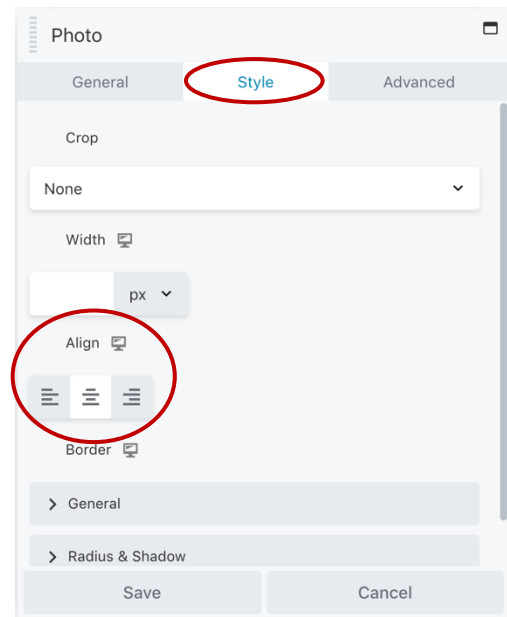 Photo
General Style Advanced
Crop
None
Width
px
Align
Border
General
Radius & Shadow
Save Cancel